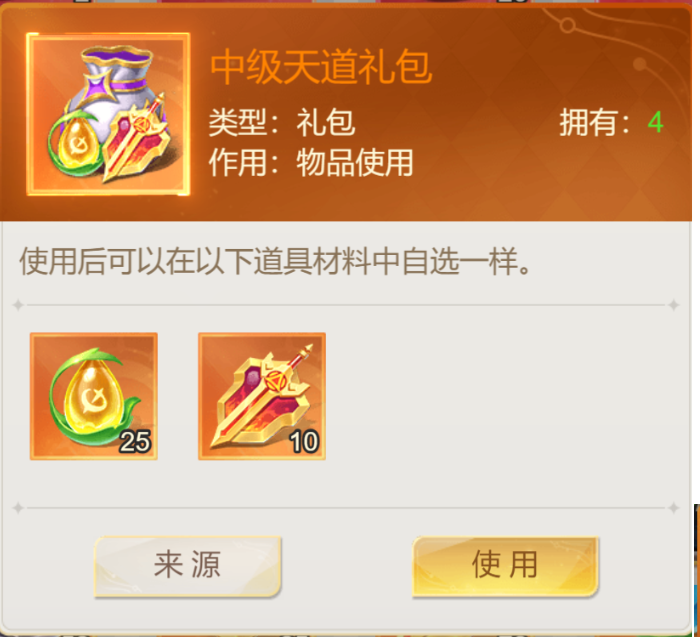 中级天道礼包
类型：礼包 拥有：4
作用：物品使用
使用后可以在以下道具材料中自选一样。
25 10
来源 使用